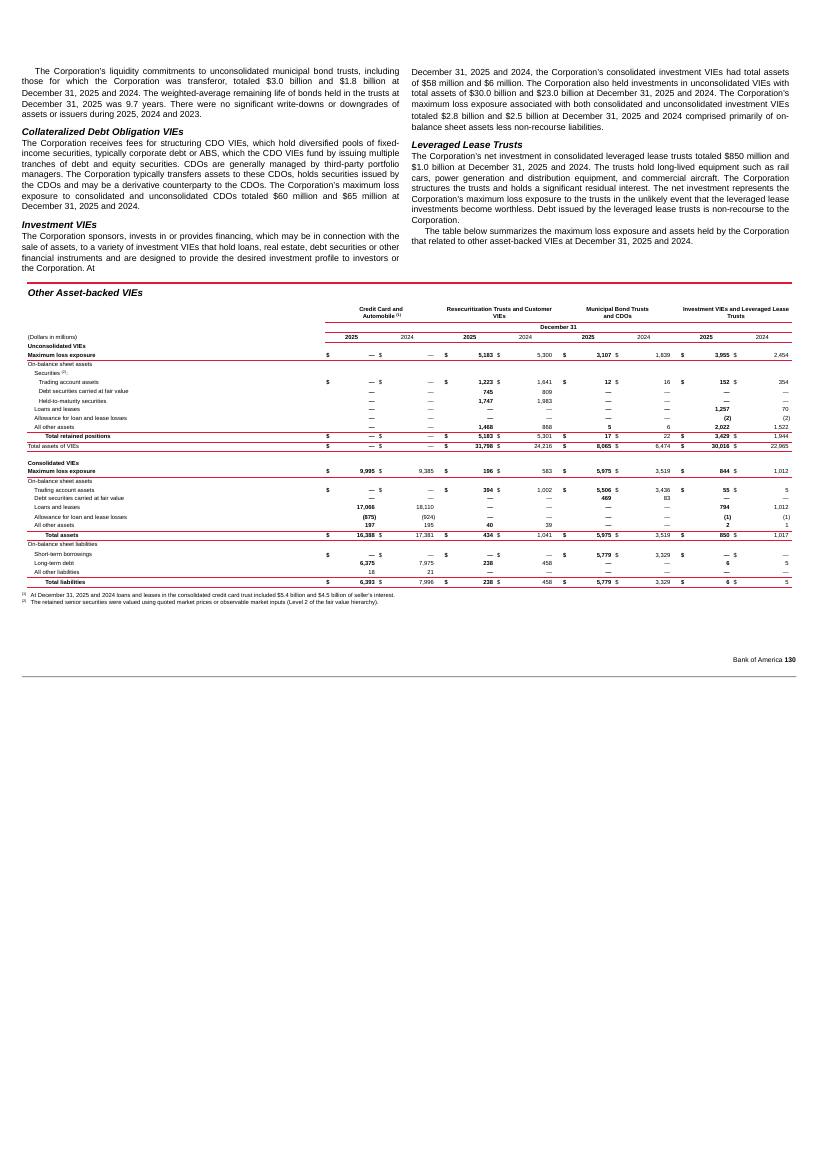 The Corporation's liquidity commitments to unconsolidated municipal bond trusts, including
those for which the Corporation was transferor, totaled $3.0 billion and $1.8 billion at
December 31, 2025 and 2024. The weighted-average remaining life of bonds held in the trusts at
December 31, 2025 was 9.7 years. There were no significant write-downs or downgrades of
assets or issuers during 2025, 2024 and 2023.
Collateralized Debt Obligation VIEs
The Corporation receives fees for structuring CDO VIEs, which hold diversified pools of fixed-
income securities, typically corporate debt or ABS, which the CDO VIEs fund by issuing multiple
tranches of debt and equity securities. CDOs are generally managed by third-party portfolio
managers. The Corporation typically transfers assets to these CDOs, holds securities issued by
the CDOs and may be a derivative counterparty to the CDOs. The Corporation's maximum loss
exposure to consolidated and unconsolidated CDOs totaled $60 million and $65 million at
December 31, 2025 and 2024.
Investment VIEs
The Corporation sponsors, invests in or provides financing, which may be in connection with the
sale of assets, to a variety of investment VIEs that hold loans, real estate, debt securities or other
financial instruments and are designed to provide the desired investment profile to investors or
the Corporation. At
December 31, 2025 and 2024, the Corporation's consolidated investment VIEs had total assets
of $58 million and $6 million. The Corporation also held investments in unconsolidated VIEs with
total assets of $30.0 billion and $23.0 billion at December 31, 2025 and 2024. The Corporation's
maximum loss exposure associated with both consolidated and unconsolidated investment VIEs
totaled $2.8 billion and $2.5 billion at December 31, 2025 and 2024 comprised primarily of on-
balance sheet assets less non-recourse liabilities.
Leveraged Lease Trusts
The Corporation's net investment in consolidated leveraged lease trusts totaled $850 million and
$1.0 billion at December 31, 2025 and 2024. The trusts hold long-lived equipment such as rail
cars, power generation and distribution equipment, and commercial aircraft. The Corporation
structures the trusts and holds a significant residual interest. The net investment represents the
Corporation's maximum loss exposure to the trusts in the unlikely event that the leveraged lease
investments become worthless. Debt issued by the leveraged lease trusts is non-recourse to the
Corporation.
The table below summarizes the maximum loss exposure and assets held by the Corporation
that related to other asset-backed VIEs at December 31, 2025 and 2024.
Other Asset-backed VIEs
Credit Card and Automobile (1) Resecuritization Trusts and Customer VIEs Municipal Bond Trusts and CDOs Investment VIEs and Leveraged Lease Trusts
December 31
(Dollars in millions) 2025 2024 2025 2024 2025 2024 2025 2024
Unconsolidated VIEs
Maximum loss exposure $ — $ — $ 5,183 $ 5,300 $ 3,107 $ 1,839 $ 3,955 $ 2,454
On-balance sheet assets
Securities (2):
Trading account assets $ — $ — $ 1,223 $ 1,641 $ 12 $ 16 $ 152 $ 354
Debt securities carried at fair value — — 745 809 — — — —
Held-to-maturity securities — — 1,747 1,983 — — — —
Loans and leases — — — — — — 1,257 70
Allowance for loan and lease losses — — — — — — (2) (2)
All other assets — — 1,468 868 5 6 2,022 1,522
Total retained positions $ — $ — $ 5,183 $ 5,301 $ 17 $ 22 $ 3,429 $ 1,944
Total assets of VIEs $ — $ — $ 31,798 $ 24,216 $ 8,065 $ 6,474 $ 30,016 $ 22,965
Consolidated VIEs
Maximum loss exposure $ 9,995 $ 9,385 $ 196 $ 583 $ 5,975 $ 3,519 $ 844 $ 1,012
On-balance sheet assets
Trading account assets $ — $ — $ 394 $ 1,002 $ 5,506 $ 3,436 $ 55 $ 5
Debt securities carried at fair value — — — — 469 83 — —
Loans and leases 17,066 18,110 — — — — 794 1,012
Allowance for loan and lease losses (875) (924) — — — — (1) (1)
All other assets 197 195 40 39 — — 2 1
Total assets $ 16,388 $ 17,381 $ 434 $ 1,041 $ 5,975 $ 3,519 $ 850 $ 1,017
On-balance sheet liabilities
Short-term borrowings $ — $ — $ — $ — $ 5,779 $ 3,329 $ — $ —
Long-term debt 6,375 7,975 238 458 — — 6 5
All other liabilities 18 21 — — — — — —
Total liabilities $ 6,393 $ 7,996 $ 238 $ 458 $ 5,779 $ 3,329 $ 6 $ 5
(1) At December 31, 2025 and 2024 loans and leases in the consolidated credit card trust included $5.4 billion and $4.5 billion of seller's interest.
(2) The retained senior securities were valued using quoted market prices or observable market inputs (Level 2 of the fair value hierarchy).
Bank of America 130